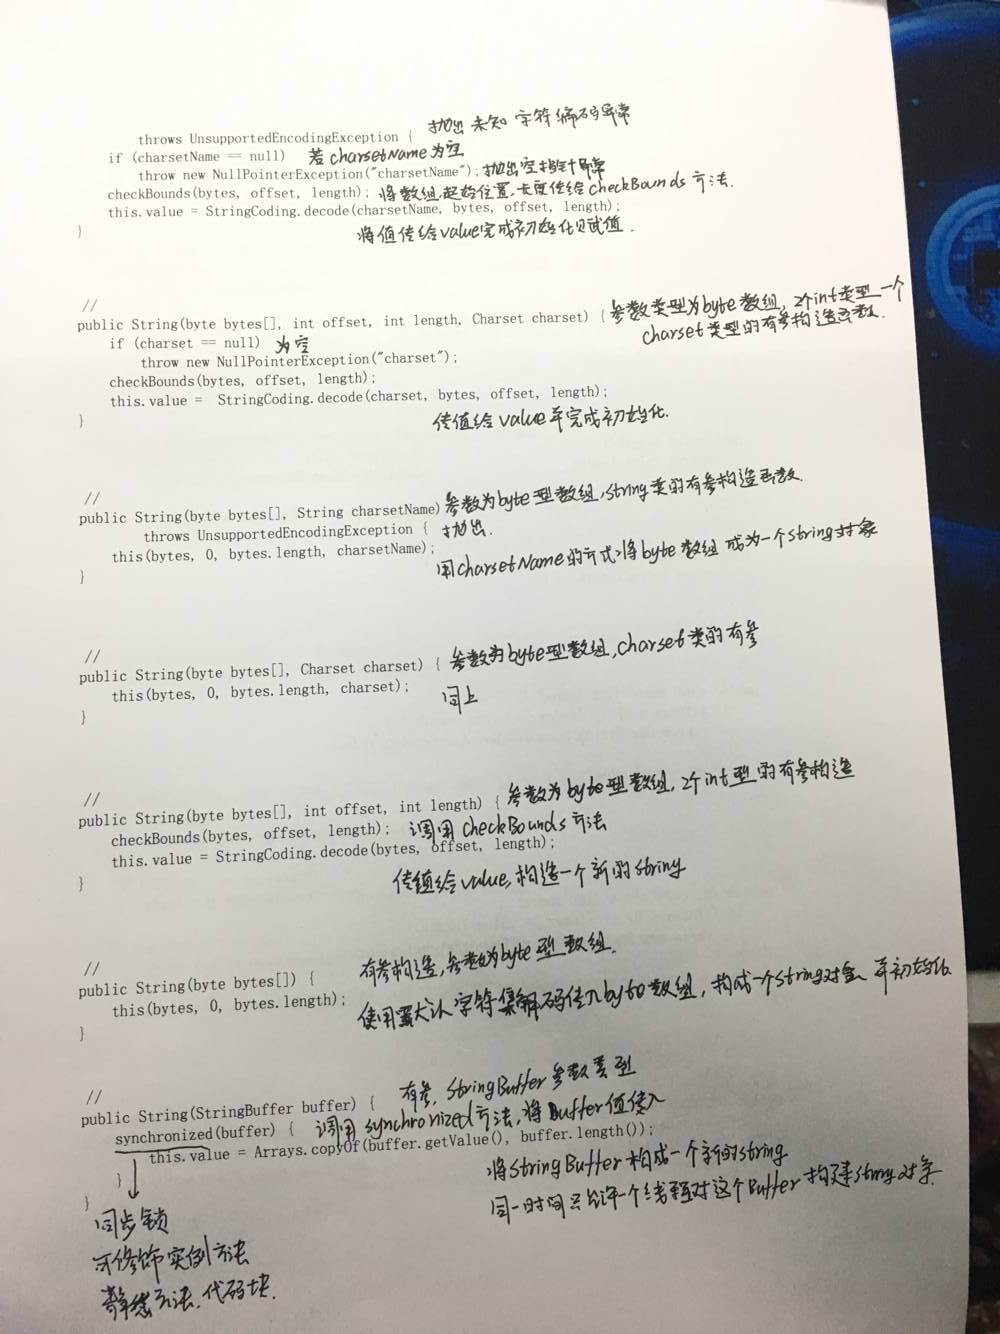 throws UnsupportedEncodingException { 抛出未知字符编码异常
if (charsetName == null) 若charsetName为空
throw new NullPointerException("charsetName"); 抛出空指针异常
checkBounds(bytes, offset, length); 将数组,起始位置,长度传给checkBounds方法.
this.value = StringCoding.decode(charsetName, bytes, offset, length);
} 将值传给value完成初始化赋值.
//
public String(byte bytes[], int offset, int length, Charset charset) { 参数类型为byte数组, 2个int类型一个
charset类型的有参构造函数.
if (charset == null) 为空
throw new NullPointerException("charset");
checkBounds(bytes, offset, length);
this.value =  StringCoding.decode(charset, bytes, offset, length);
} 传值给value并完成初始化.
//
public String(byte bytes[], String charsetName) 参数为byte型数组,String类的有参构造函数.
throws UnsupportedEncodingException { 抛出.
this(bytes, 0, bytes.length, charsetName);
} 用charsetName的方式将byte数组成为一个String对象
//
public String(byte bytes[], Charset charset) { 参数为byte型数组,charset类的有参
this(bytes, 0, bytes.length, charset); 同上
}
//
public String(byte bytes[], int offset, int length) { 参数为byte型数组, 2个int型的有参构造
checkBounds(bytes, offset, length); 调用checkBounds方法
this.value = StringCoding.decode(bytes, offset, length);
} 传值给value,构造一个新的String
//
public String(byte bytes[]) { 有参构造,参数为byte型数组.
this(bytes, 0, bytes.length); 使用默认字符集解码传入byte数组,构成一个String对象 并初始化
}
//
public String(StringBuffer buffer) { 有参, StringBuffer参数类型
synchronized(buffer) { 调用synchronized方法,将Buffer值传入
this.value = Arrays.copyOf(buffer.getValue(), buffer.length());
} 将StringBuffer构成一个新的String
} 同一时间只允许一个线程对这个Buffer构建String对象.
同步锁
可修饰实例方法
静态方法.代码块.